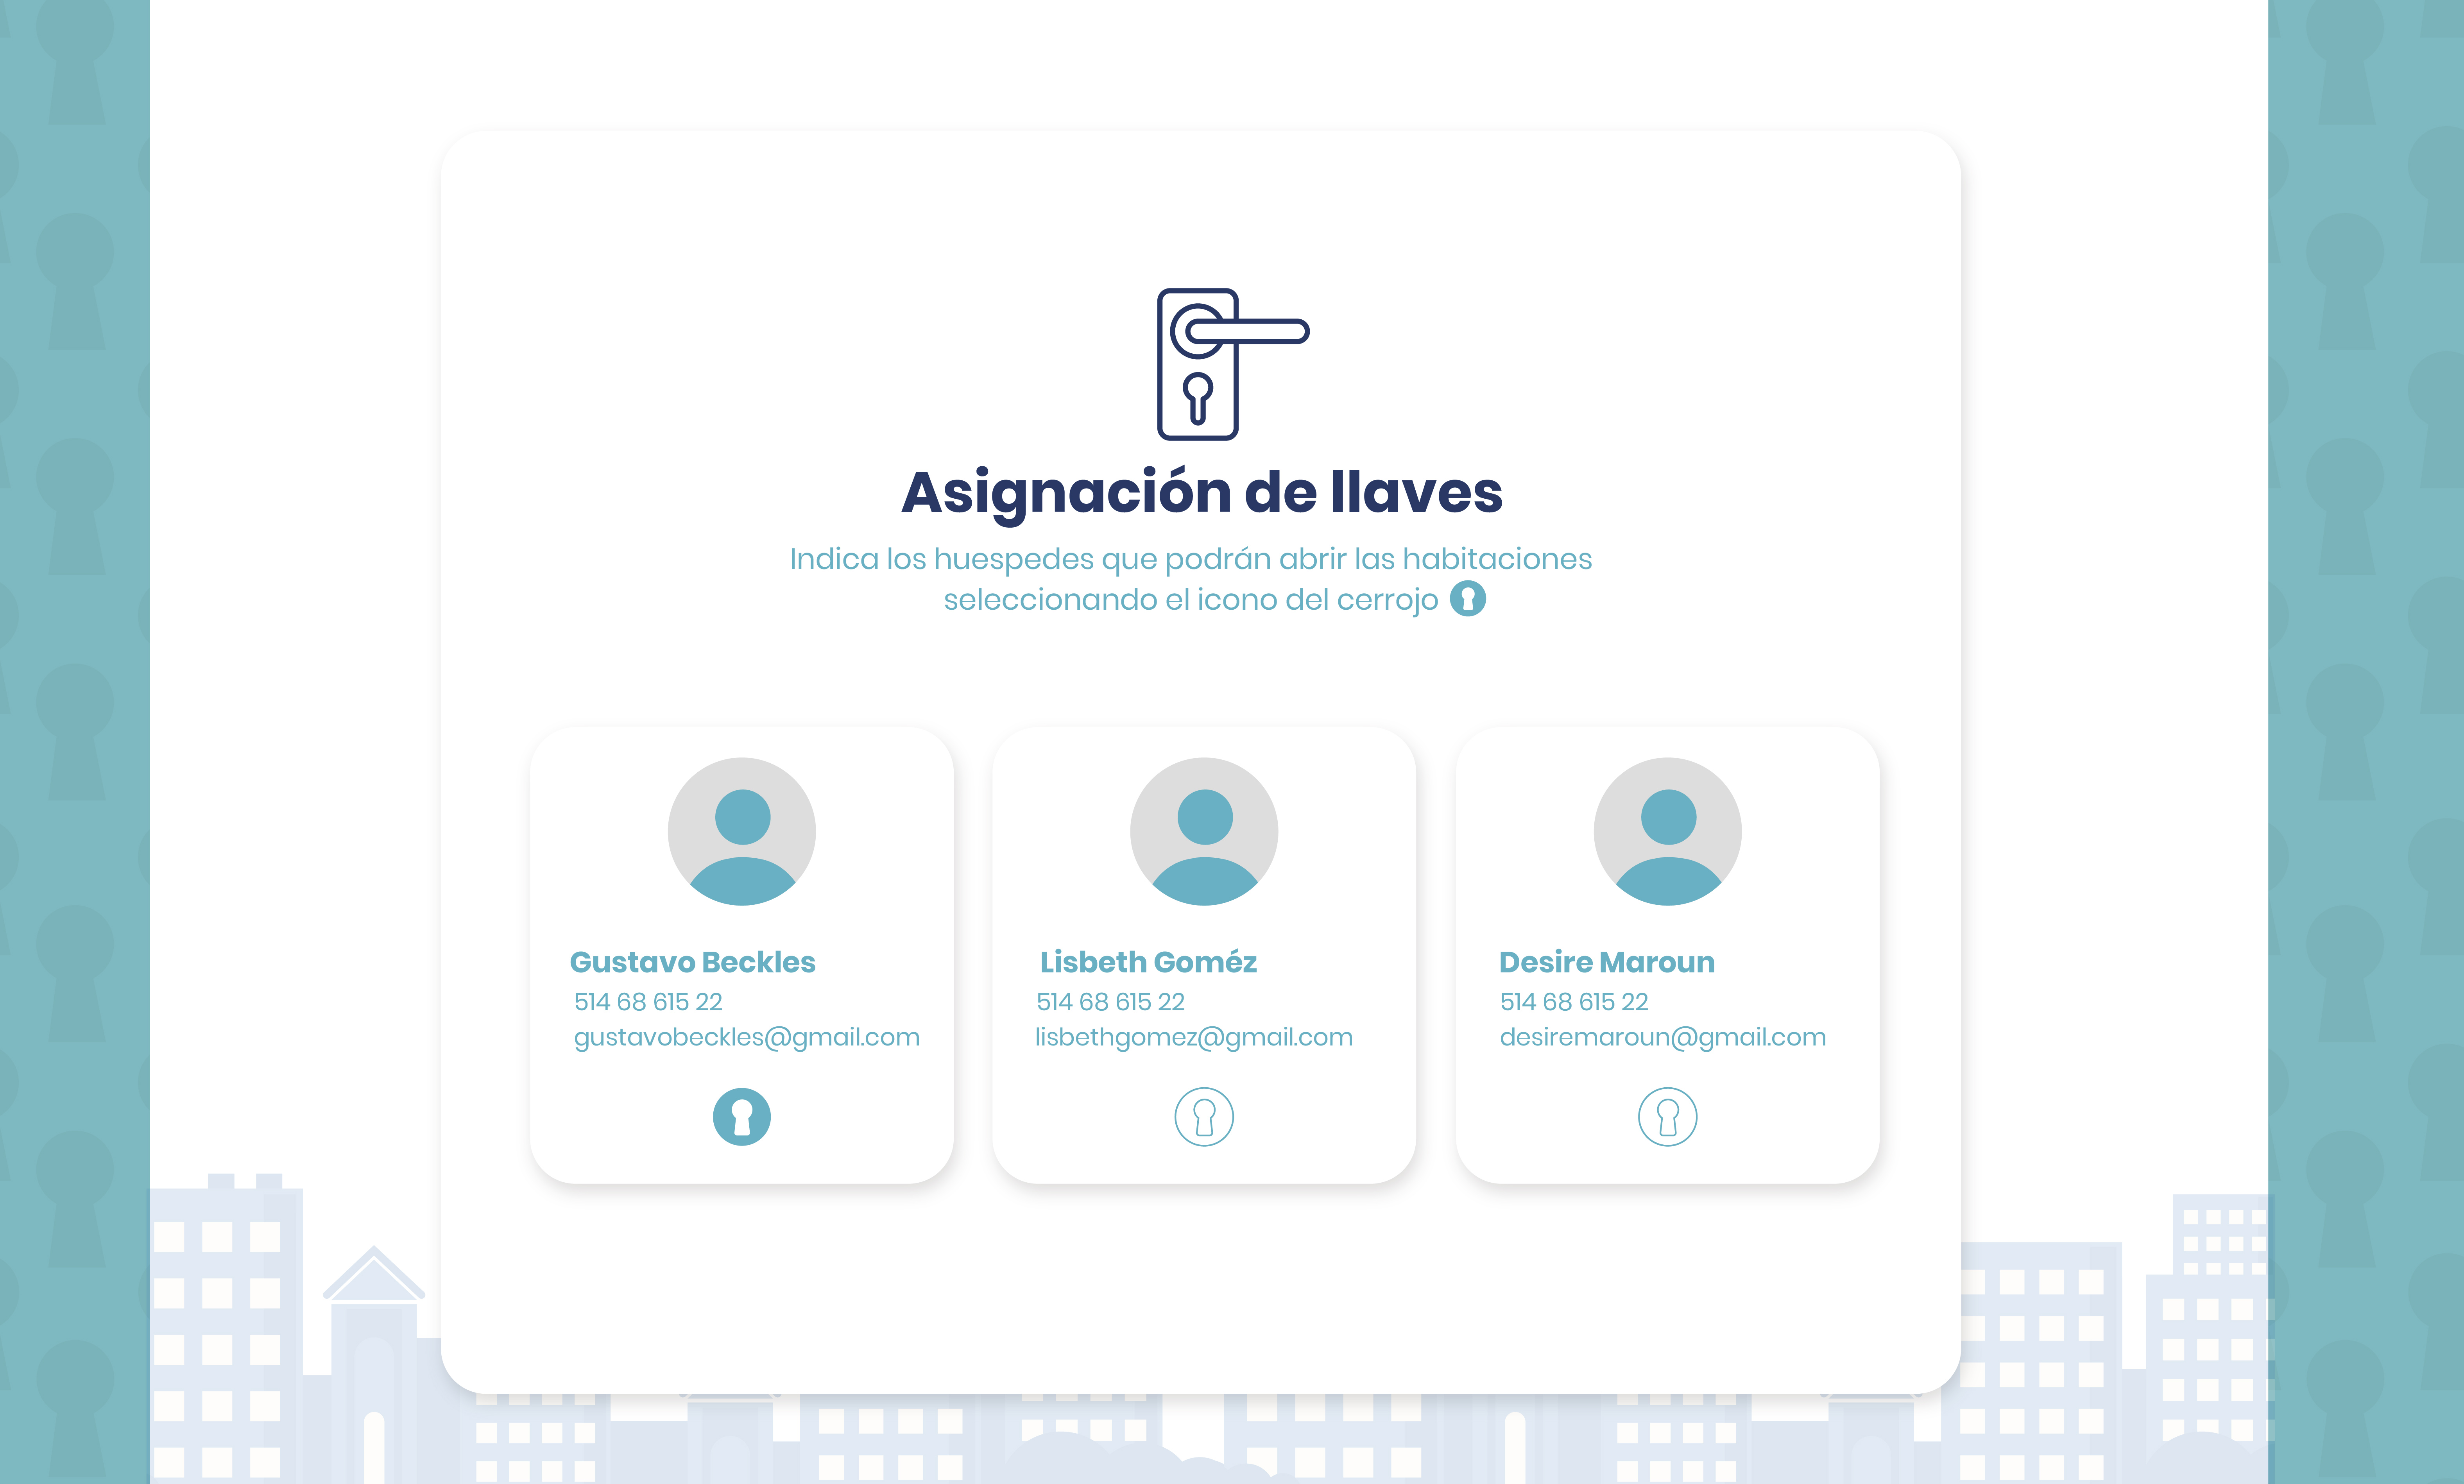 Asignación de llaves
Indica los huespedes que podrán abrir las habitaciones
seleccionando el icono del cerrojo
Gustavo Beckles
514 68 615 22
gustavobeckles@gmail.com
Lisbeth Goméz
514 68 615 22
lisbethgomez@gmail.com
Desire Maroun
514 68 615 22
desiremaroun@gmail.com